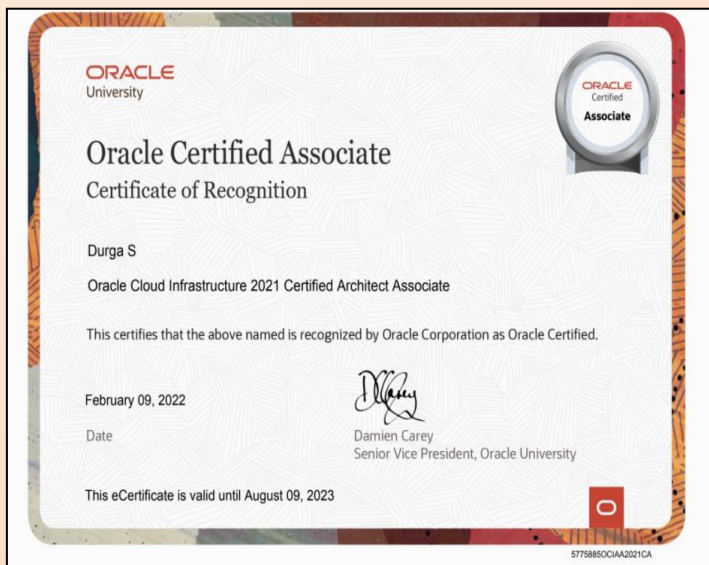 ORACLE
University
ORACLE
Certified
Associate
Oracle Certified Associate
Certificate of Recognition
Durga S
Oracle Cloud Infrastructure 2021 Certified Architect Associate
This certifies that the above named is recognized by Oracle Corporation as Oracle Certified.
February 09, 2022
Date
Damien Carey
Senior Vice President, Oracle University
This eCertificate is valid until August 09, 2023
577588​5OCIAA2021CA